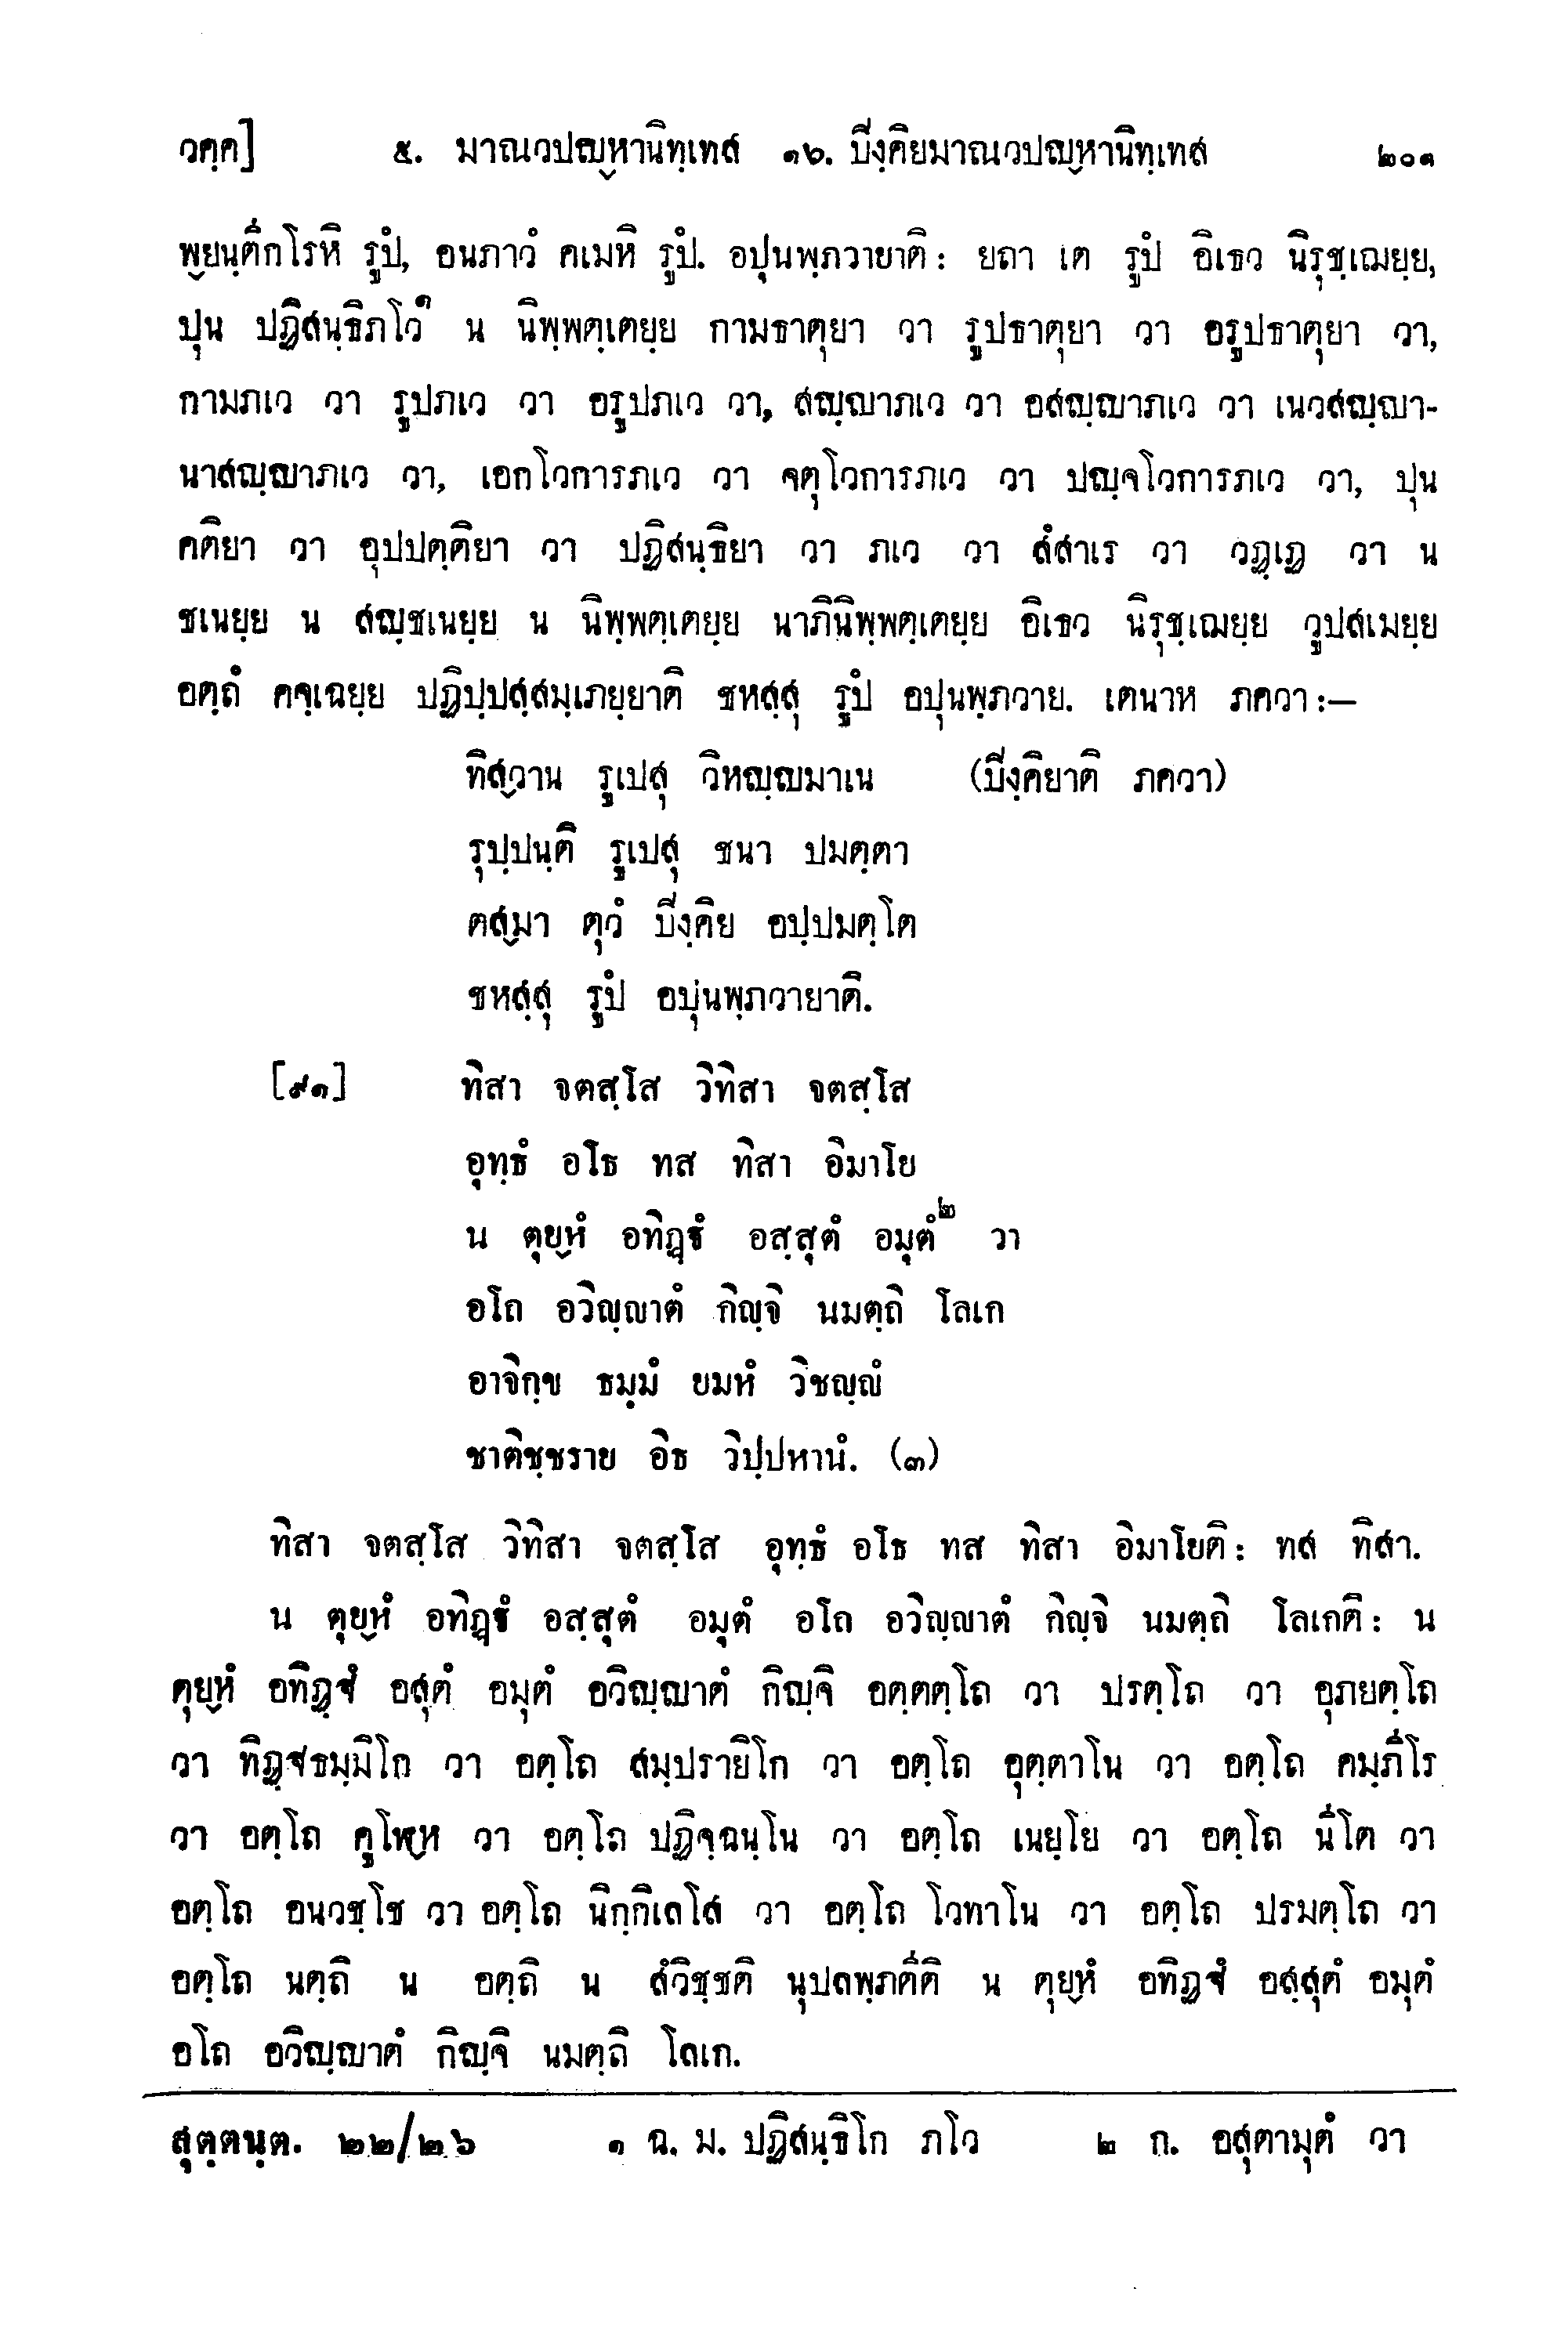 วคฺค]    ๕. มาณวปญฺหานิทฺเทส ๑๖. ปิงฺคิยมาณวปญฺหานิทฺเทส    ๒๐๑
พฺยนฺตีกโรหิ รูปํ, อนภาวํ คเมหิ รูปํ. อปุนพฺภวายาติ: ยถา เต รูปํ อิเธว นิรุชฺเฌยฺย,
ปุน ปฏิสนฺธิภโว๑ น นิพฺพตฺเตยฺย กามธาตุยา วา รูปธาตุยา วา อรูปธาตุยา วา,
กามภเว วา รูปภเว วา อรูปภเว วา, สญฺญาภเว วา อสญฺญาภเว วา เนวสญฺญา-
นาสญฺญาภเว วา, เอกโวการภเว วา จตุโวการภเว วา ปญฺจโวการภเว วา, ปุน
คติยา วา อุปปตฺติยา วา ปฏิสนฺธิยา วา ภเว วา สํสาเร วา วฏฺเฏ วา น
ชเนยฺย น สญฺชเนยฺย น นิพฺพตฺเตยฺย นาภินิพฺพตฺเตยฺย อิเธว นิรุชฺเฌยฺย วูปสเมยฺย
อตฺถํ คจฺเฉยฺย ปฏิปฺปสฺสมฺเภยฺยาติ ชหสฺสุ รูปํ อปุนพฺภวาย. เตนาห ภควา:—
ทิสฺวาน รูเปสุ วิหญฺญมาเน (ปิงฺคิยาติ ภควา)
รุปฺปนฺติ รูเปสุ ชนา ปมตฺตา
ตสฺมา ตุวํ ปิงฺคิย อปฺปมตฺโต
ชหสฺสุ รูปํ อปุนพฺภวายาติ.
[๙๑] ทิสา จตสฺโส วิทิสา จตสฺโส
อุทฺธํ อโธ ทส ทิสา อิมาโย
น ตุยฺหํ อทิฏฺฐํ อสฺสุตํ อมุตํ๒ วา
อโถ อวิญฺญาตํ กิญฺจิ นมตฺถิ โลเก
อาจิกฺข ธมฺมํ ยมหํ วิชญฺญํ
ชาติชฺชราย อิธ วิปฺปหานํ. (๓)
ทิสา จตสฺโส วิทิสา จตสฺโส อุทฺธํ อโธ ทส ทิสา อิมาโยติ: ทส ทิสา.
น ตุยฺหํ อทิฏฺฐํ อสฺสุตํ อมุตํ อโถ อวิญฺญาตํ กิญฺจิ นมตฺถิ โลเกติ: น
ตุยฺหํ อทิฏฺฐํ อสุตํ อมุตํ อวิญฺญาตํ กิญฺจิ อตฺตตฺโถ วา ปรตฺโถ วา อุภยตฺโถ
วา ทิฏฺฐธมฺมิโก วา อตฺโถ สมฺปรายิโก วา อตฺโถ อุตฺตาโน วา อตฺโถ คมฺภีโร
วา อตฺโถ คูโฬฺห วา อตฺโถ ปฏิจฺฉนฺโน วา อตฺโถ เนยฺโย วา อตฺโถ นีโต วา
อตฺโถ อนวชฺโช วา อตฺโถ นิกฺกิเลโส วา อตฺโถ โวทาโน วา อตฺโถ ปรมตฺโถ วา
อตฺโถ นตฺถิ น อตฺถิ น สํวิชฺชติ นุปลพฺภตีติ น ตุยฺหํ อทิฏฺฐํ อสฺสุตํ อมุตํ
อโถ อวิญฺญาตํ กิญฺจิ นมตฺถิ โลเก.
สุตฺตนฺต. ๒๒/๒๖    ๑ ฉ. ม. ปฏิสนฺธิโก ภโว    ๒ ก. อสุตามุตํ วา